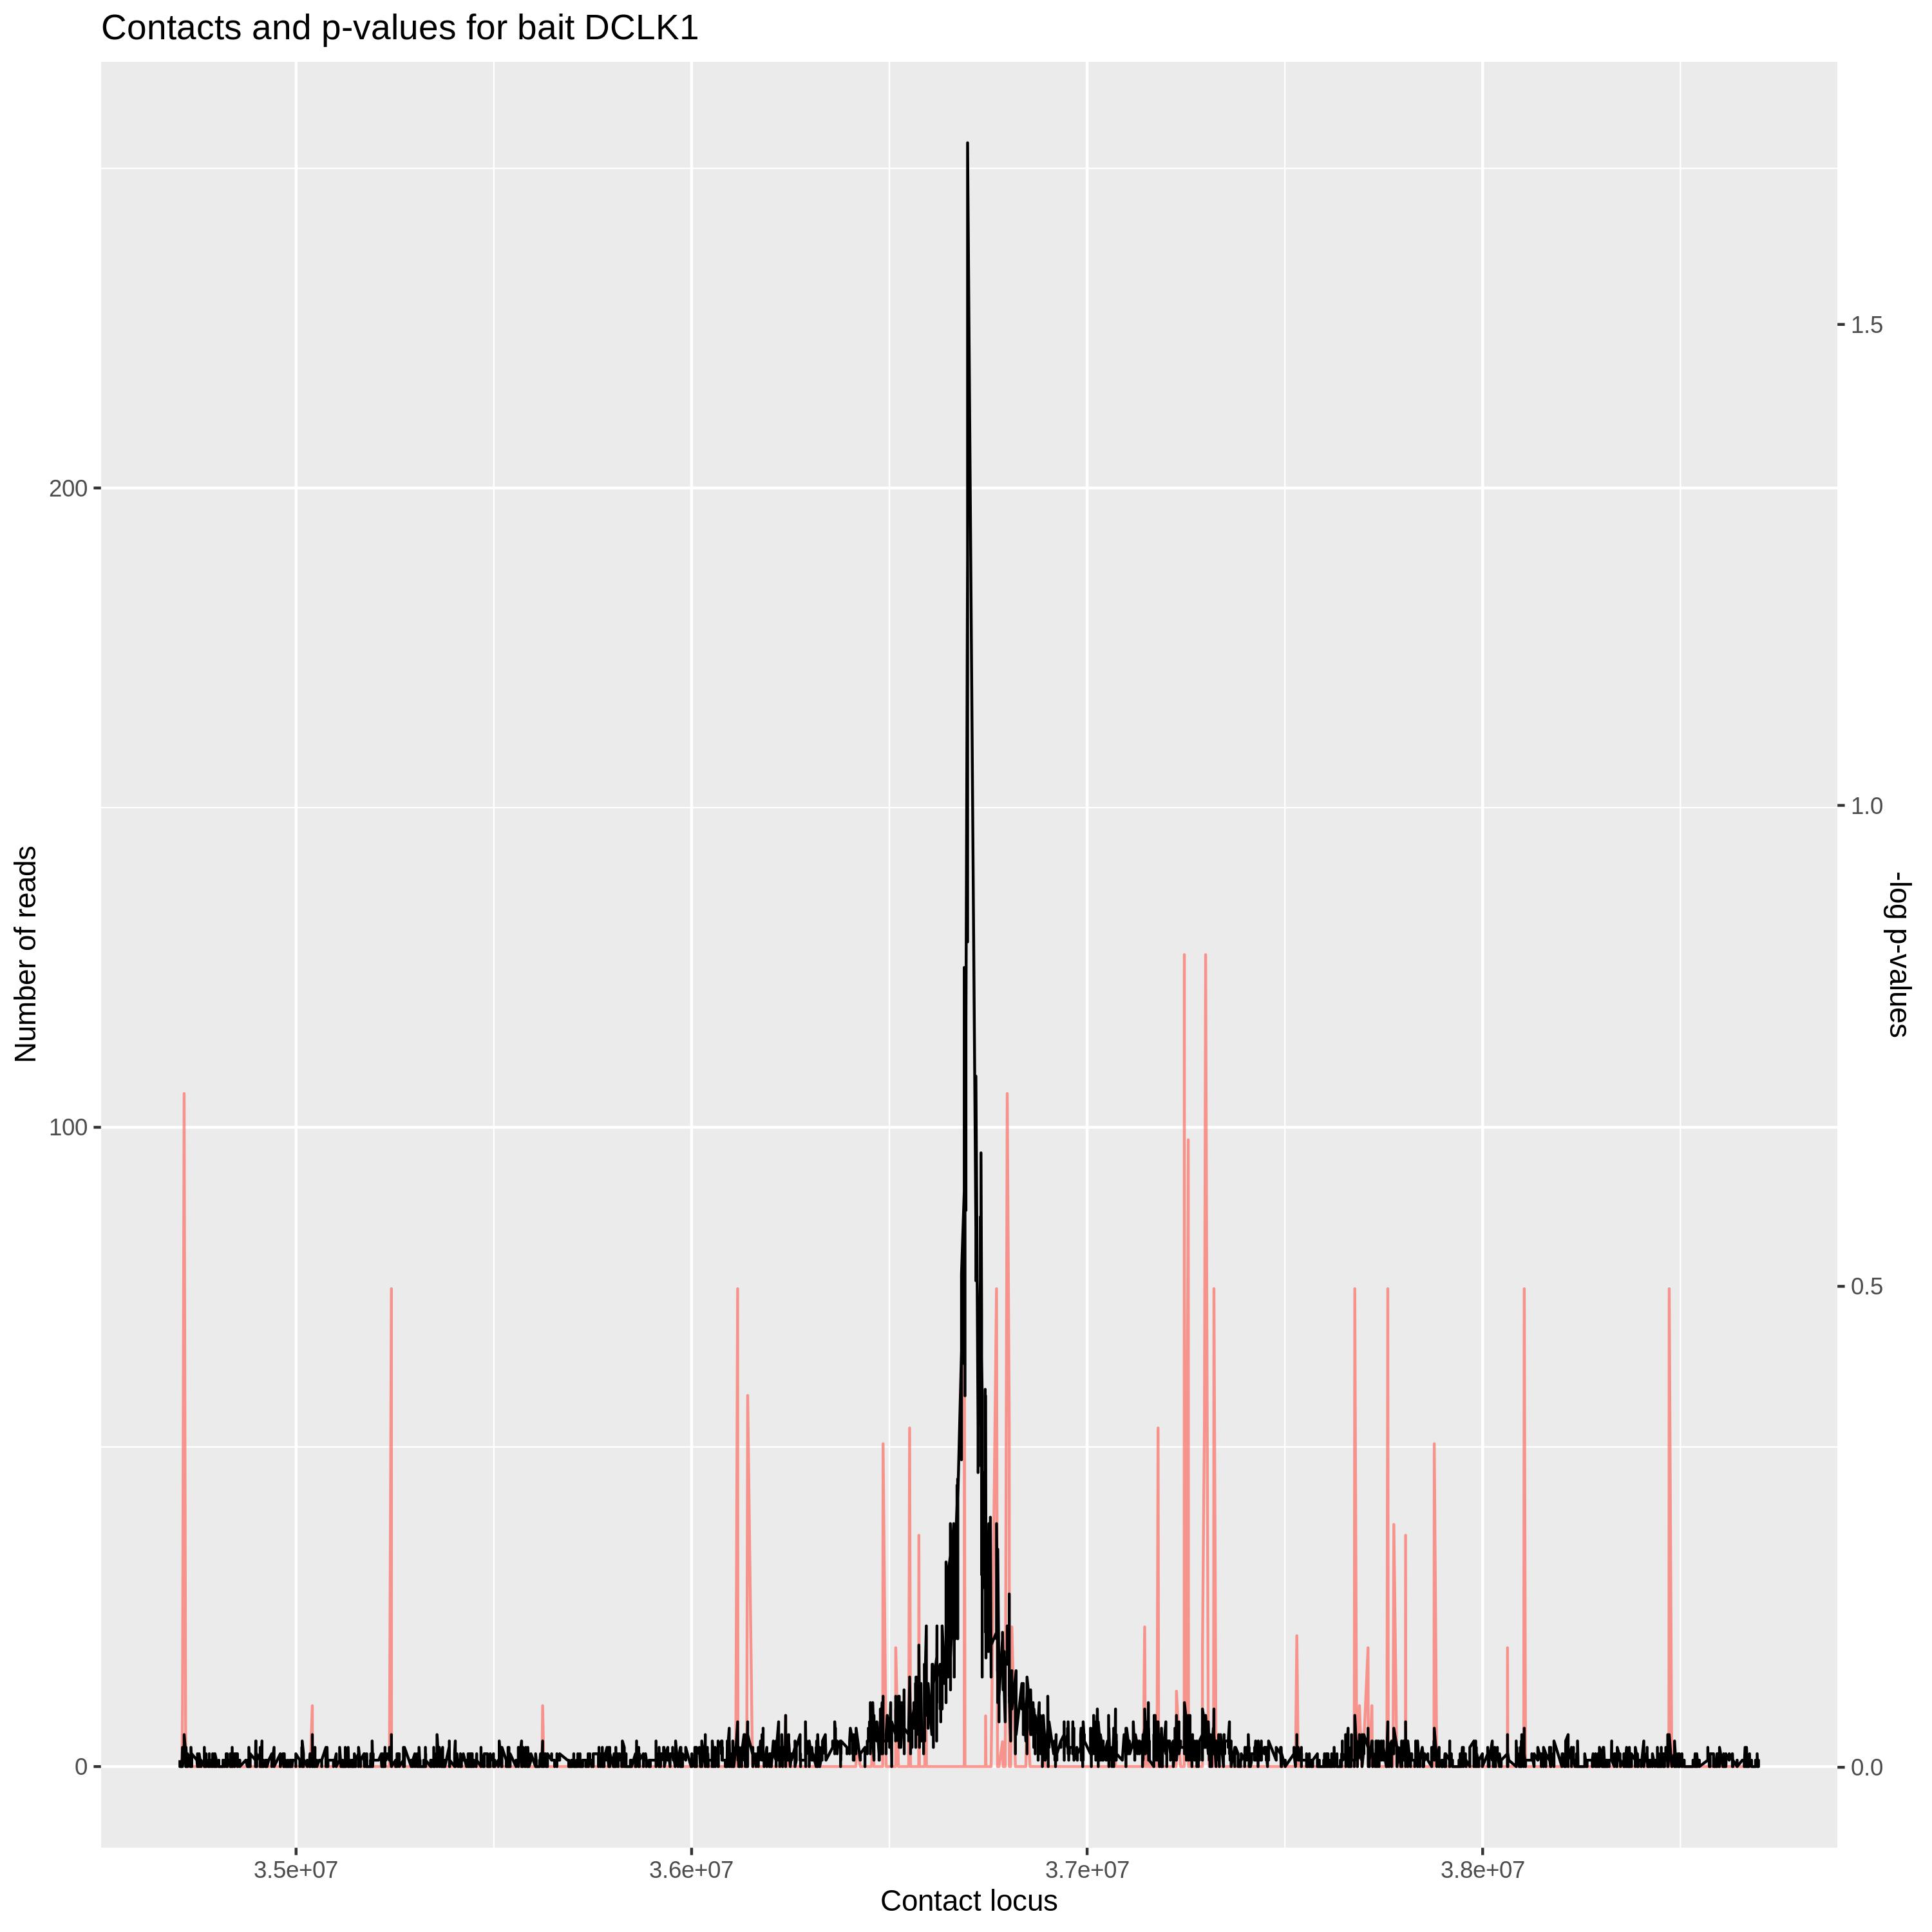 Contacts and p-values for bait DCLK1
Number of reads
200
100
0
1.5
1.0
0.5
0.0
-log p-values
3.5e+07
3.6e+07
3.7e+07
3.8e+07
Contact locus